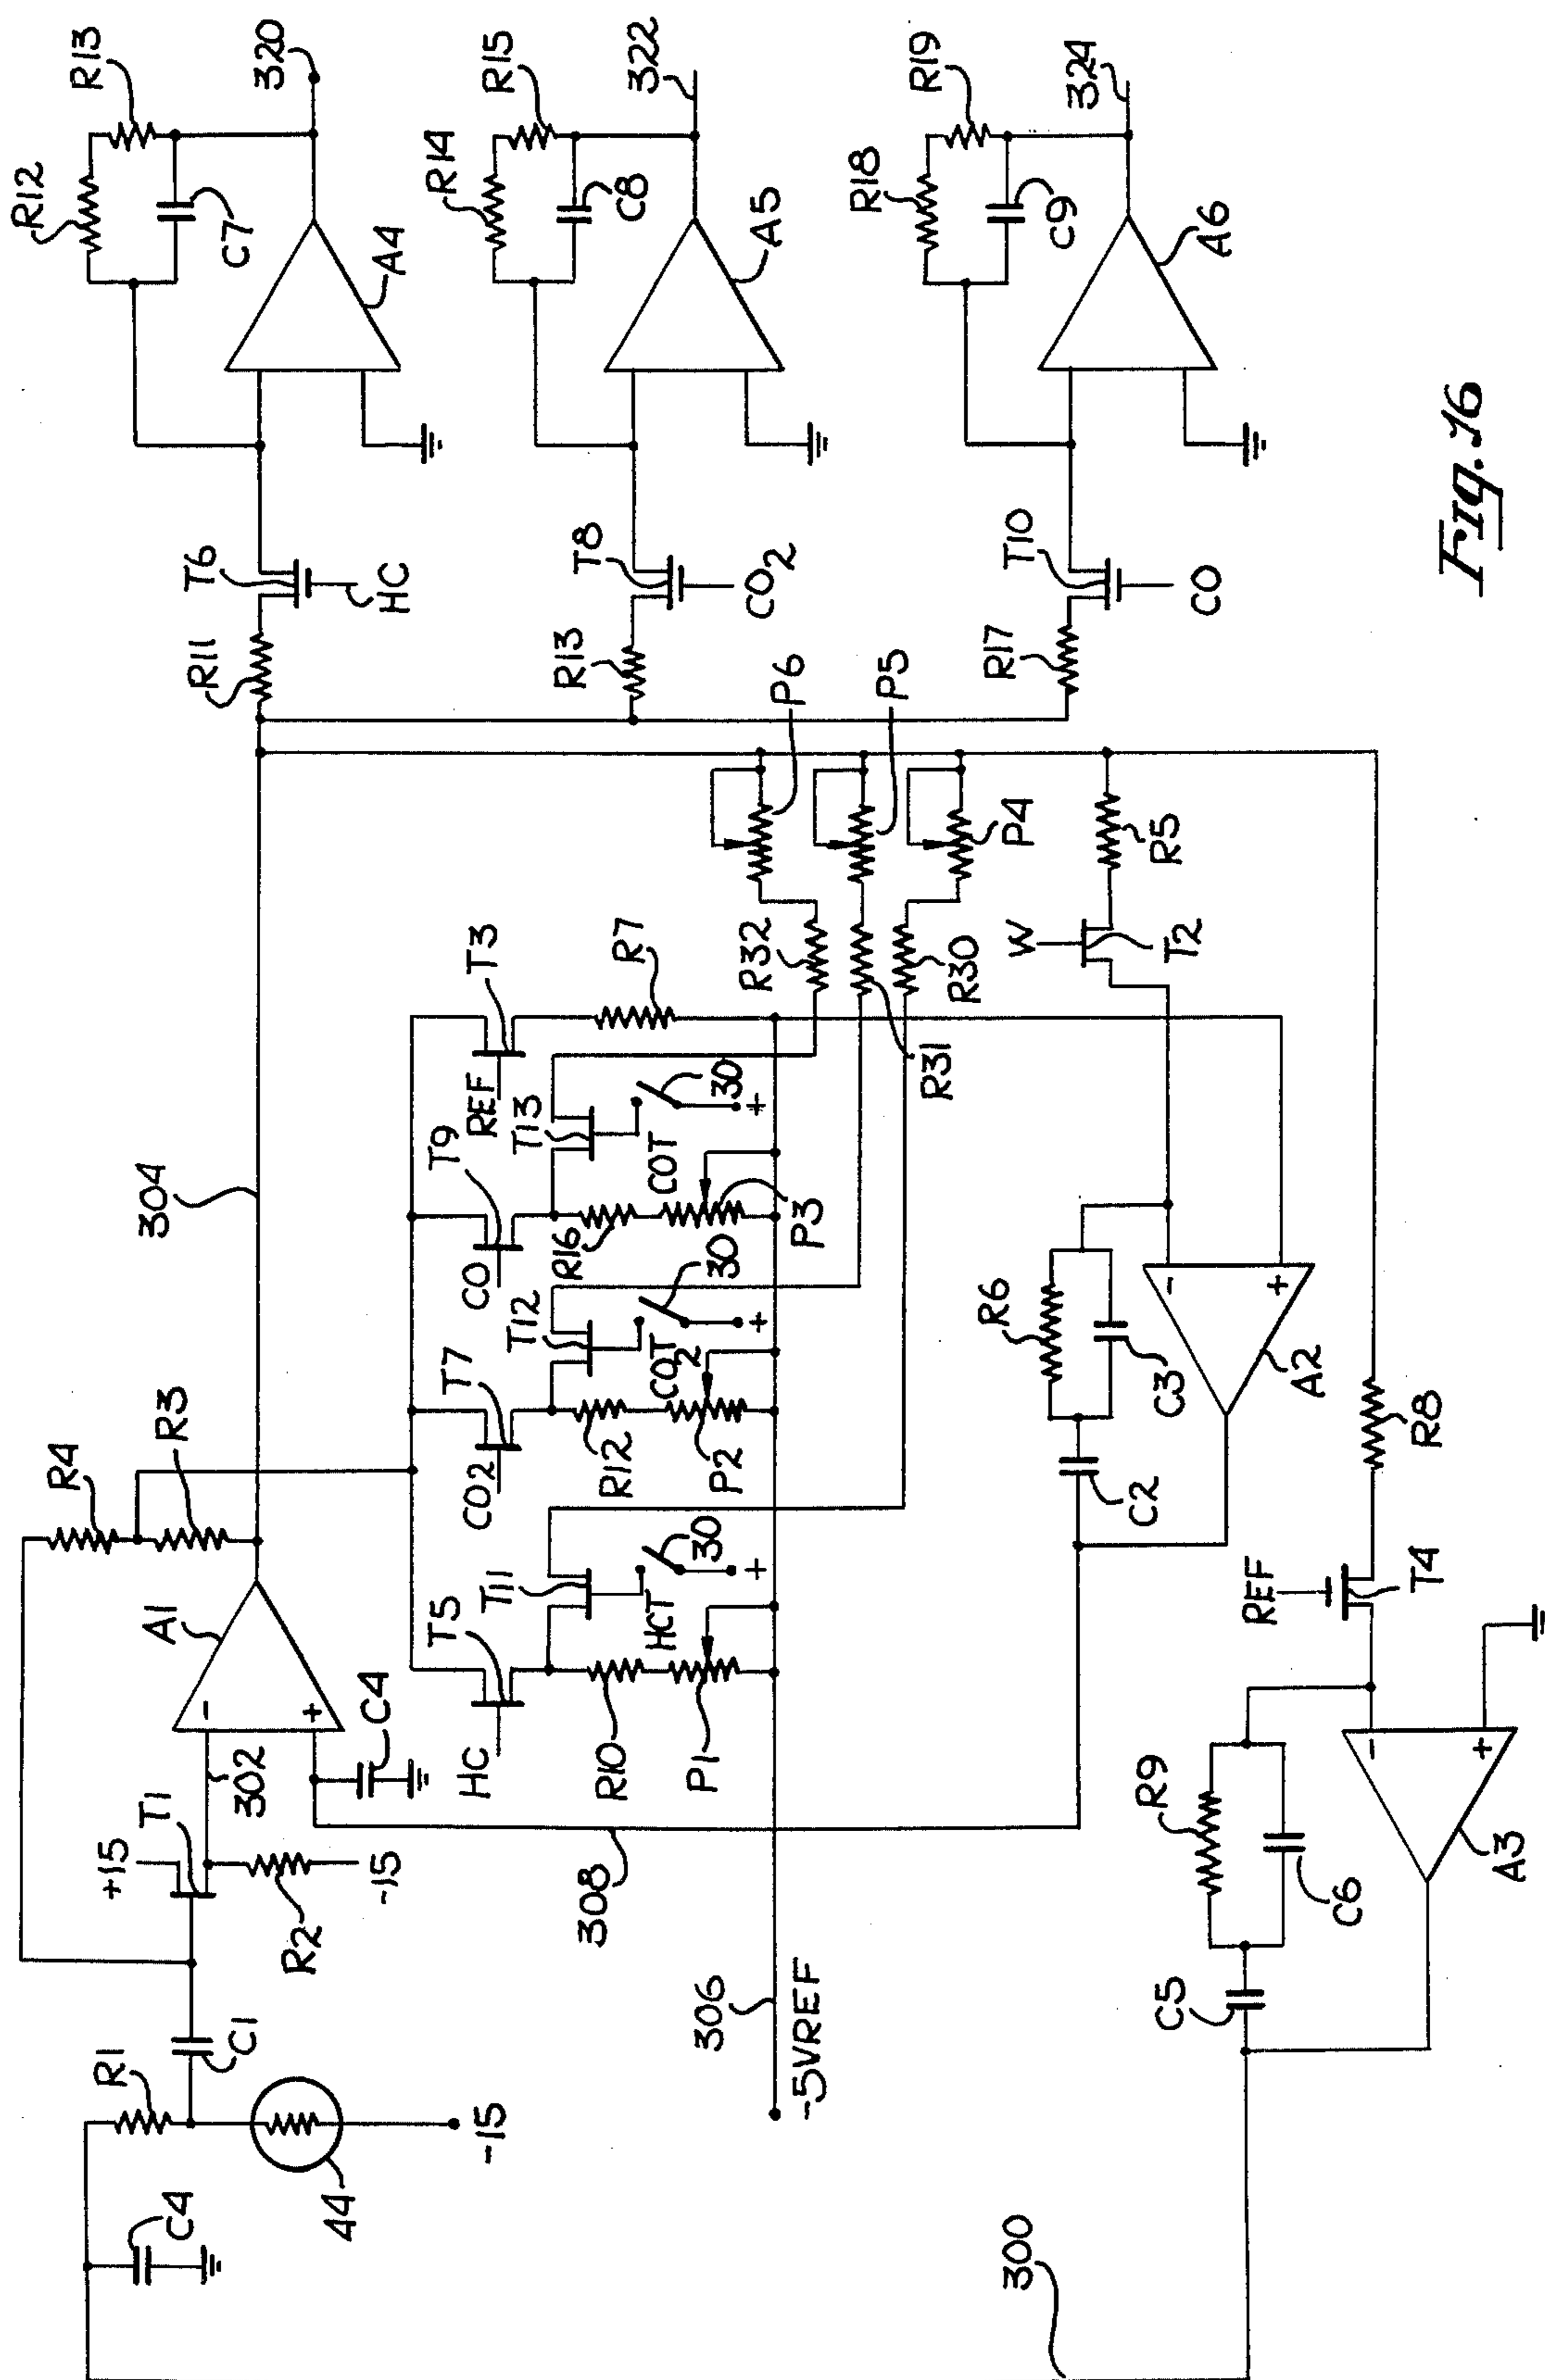 R12
R13
320
C7
A4
T6
HC
R11
R14
R15
322
C8
A5
T8
CO2
R13
R18
R19
324
C9
A6
T10
CO
R17
304
R4
R3
A1
-
+
302
T1
+15
R2
-15
C4
C1
R1
44
-15
C4
P6
P5
P4
R32
R31
R30
R7
T3
REF
T13
30
+
COT
T9
CO
R16
P3
T12
30
+
CO2T
T7
CO2
R12
P2
T11
30
+
HCT
T5
HC
R10
P1
308
306
-5VREF
W
T2
R5
R6
C3
C2
-
+
A2
R8
REF
T4
R9
C6
C5
-
+
A3
300
Fig. 16